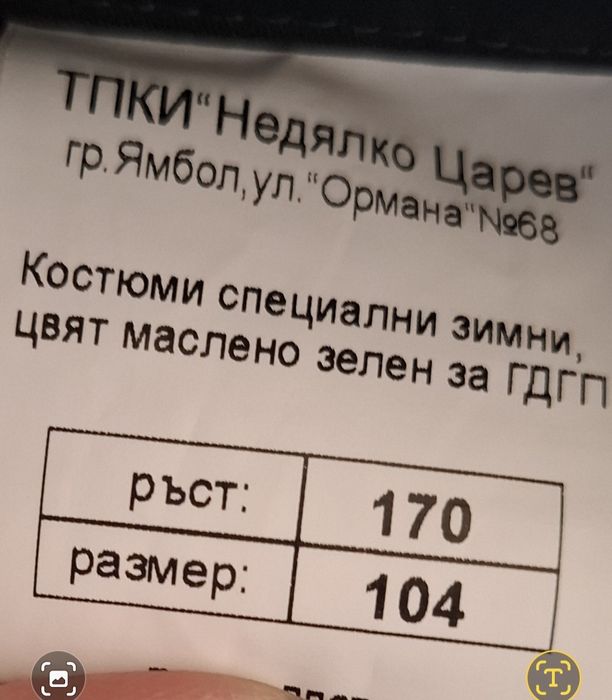 ТПКИ“Недялко Царев“
гр.Ямбол,ул.“Ормана“№68
Костюми специални зимни,
цвят маслено зелен за ГДГП
ръст: 170
размер: 104